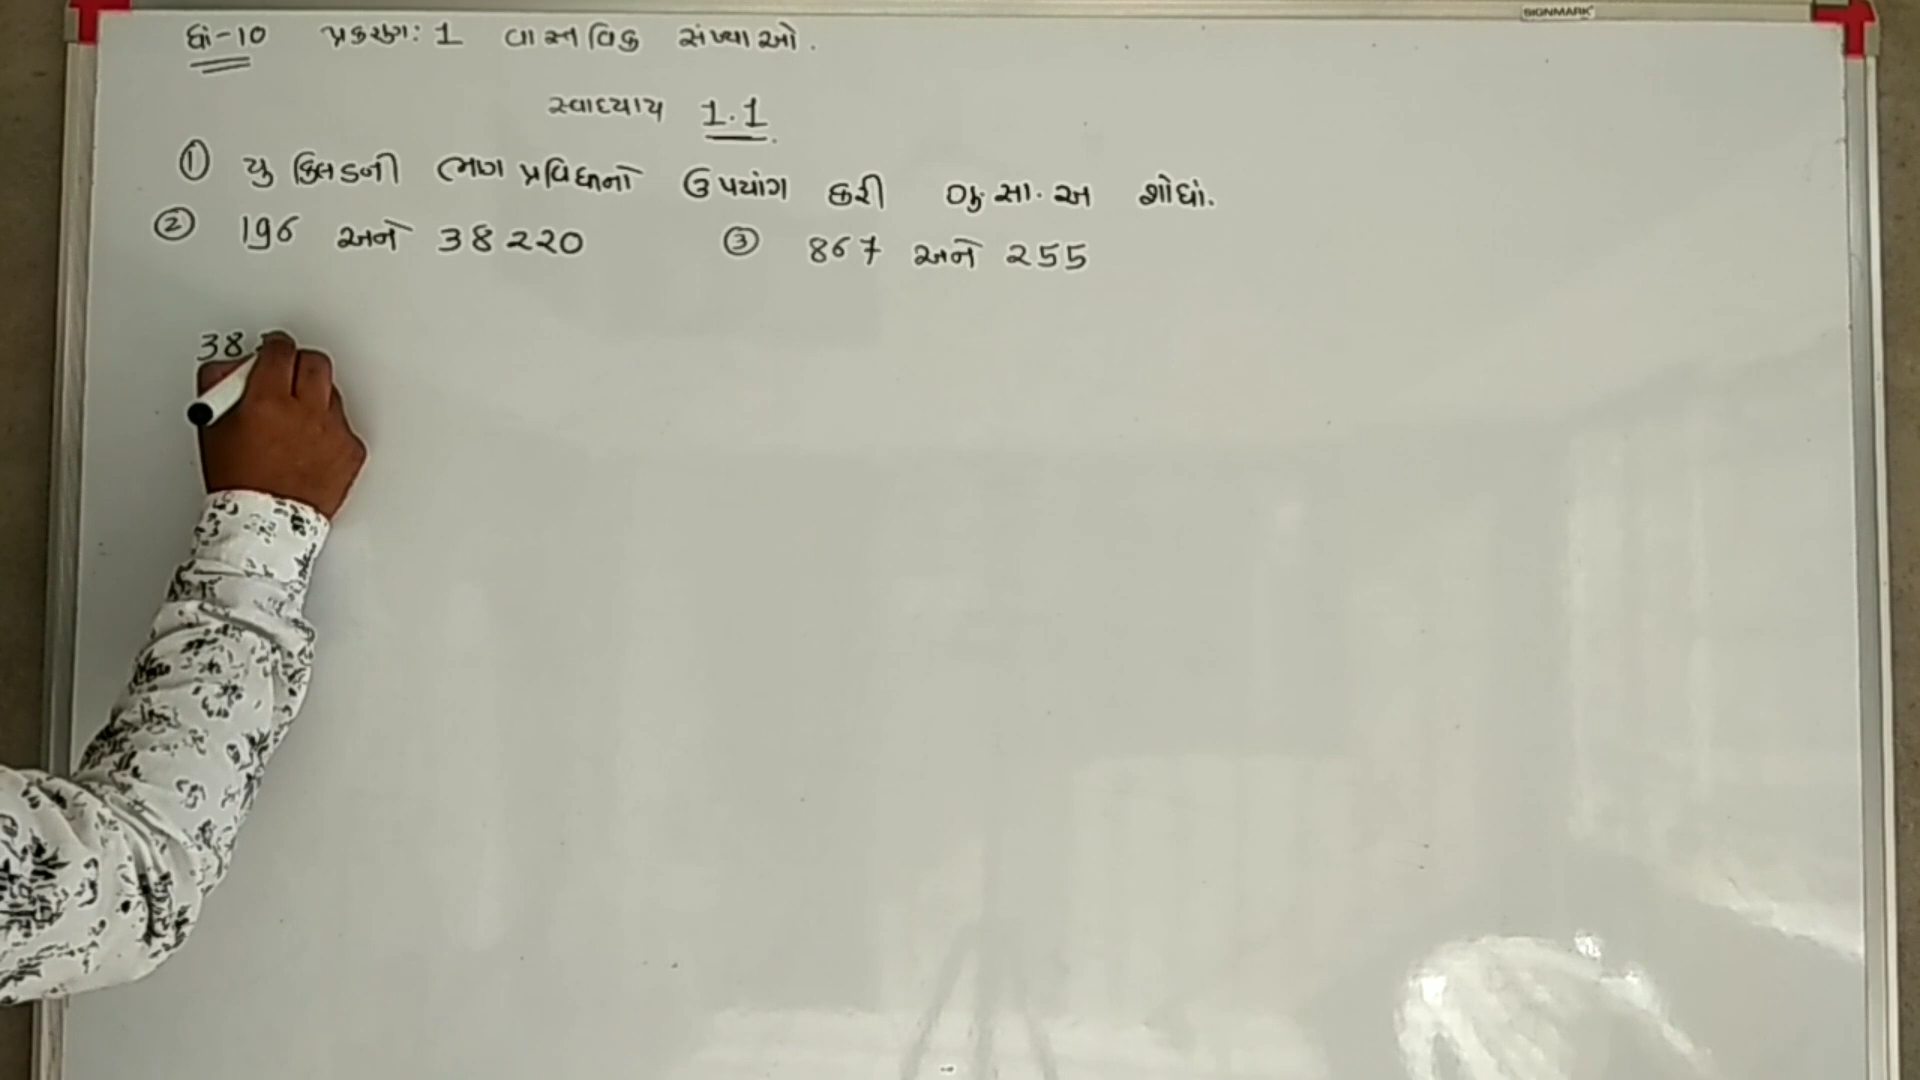 SIGNMARK
ધો-10 પ્રકરણ: 1 વાસ્તવિક સંખ્યાઓ.
સ્વાધ્યાય 1.1
① યુક્લિડની ભાગ પ્રવિધિનો ઉપયોગ કરી ગુ.સા.અ શોધો.
② 196 અને 38220 ③ 867 અને 255
38